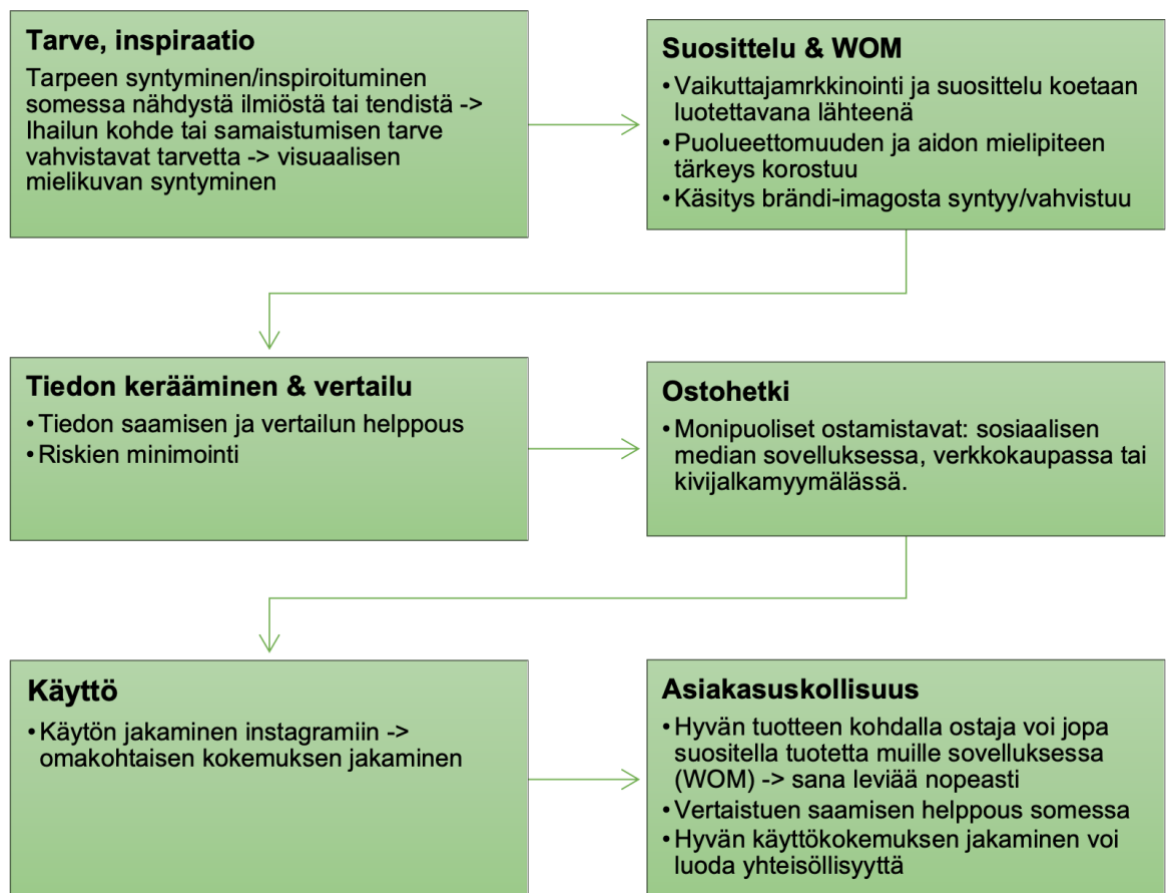 Tarve, inspiraatio
Tarpeen syntyminen/inspiroituminen
somessa nähdystä ilmiöstä tai tendistä ->
Ihailun kohde tai samaistumisen tarve
vahvistavat tarvetta -> visuaalisen
mielikuvan syntyminen
Suosittelu & WOM
• Vaikuttajamrkkinointi ja suosittelu koetaan
luotettavana lähteenä
• Puolueettomuuden ja aidon mielipiteen
tärkeys korostuu
• Käsitys brändi-imagosta syntyy/vahvistuu
Tiedon kerääminen & vertailu
• Tiedon saamisen ja vertailun helppous
• Riskien minimointi
Ostohetki
• Monipuoliset ostamistavat: sosiaalisen
median sovelluksessa, verkkokaupassa tai
kivijalkamyymälässä.
Käyttö
• Käytön jakaminen instagramiin ->
omakohtaisen kokemuksen jakaminen
Asiakasuskollisuus
• Hyvän tuotteen kohdalla ostaja voi jopa
suositella tuotetta muille sovelluksessa
(WOM) -> sana leviää nopeasti
• Vertaistuen saamisen helppous somessa
• Hyvän käyttökokemuksen jakaminen voi
luoda yhteisöllisyyttä